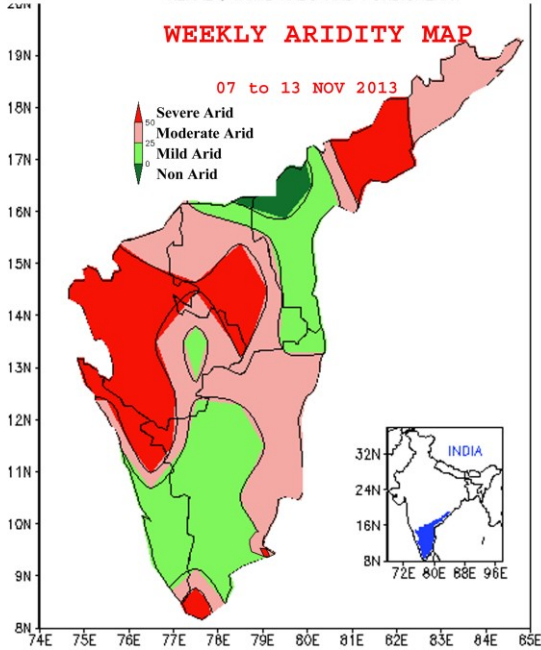 WEEKLY ARIDITY MAP
07 to 13 NOV 2013
Severe Arid
50
Moderate Arid
25
Mild Arid
0
Non Arid
20N
19N
18N
17N
16N
15N
14N
13N
12N
11N
10N
9N
8N
74E 75E 76E 77E 78E 79E 80E 81E 82E 83E 84E 85E
INDIA
32N
24N
16N
8N
72E 80E 88E 96E